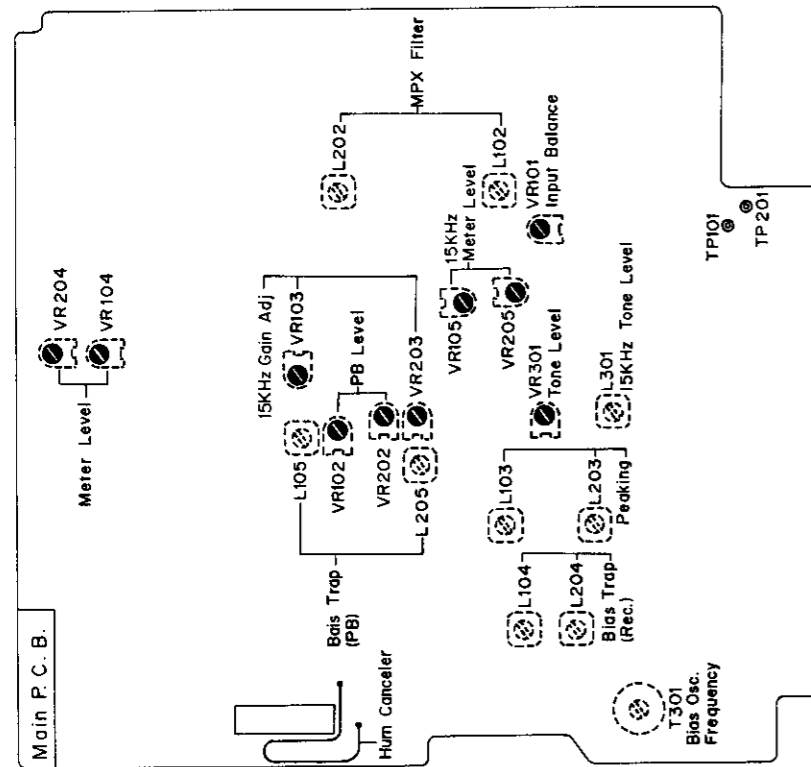 Main P. C. B.
VR204
VR104
Meter Level
L202
MPX Filter
L102
15KHz Gain Adj
VR103
PB Level
VR203
L105
VR102
VR202
L205
Bais Trap
(PB)
Hum Canceler
15KHz
Meter Level
VR105
VR205
VR101
Input Balance
VR301
Tone Level
L301
15KHz Tone Level
L103
L203
Peaking
L104
L204
Bias Trap
(Rec.)
T301
Bias Osc.
Frequency
TP101
TP201